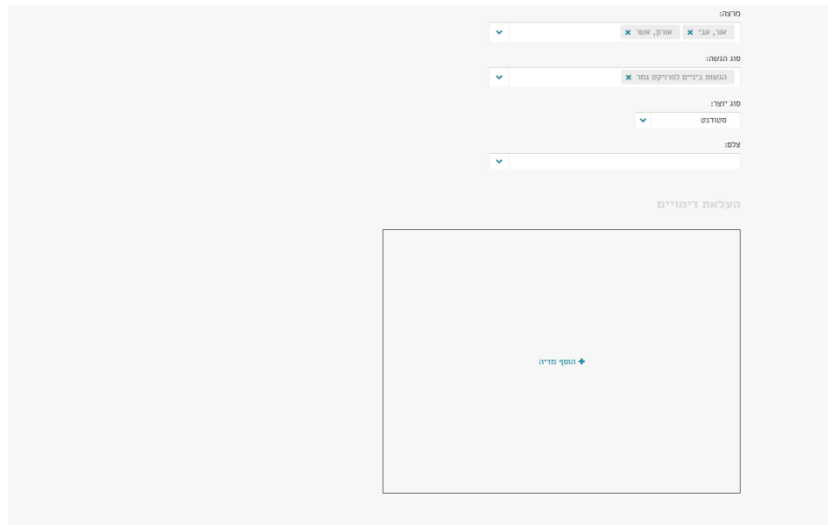 מרצה:
אור, אבי × אורון, אשר ×
סוג הגשה:
הגשות ביניים לפרויקט גמר ×
סוג יוצר:
סטודנט
צלם:
העלאת דימויים
+ הוסף מדיה